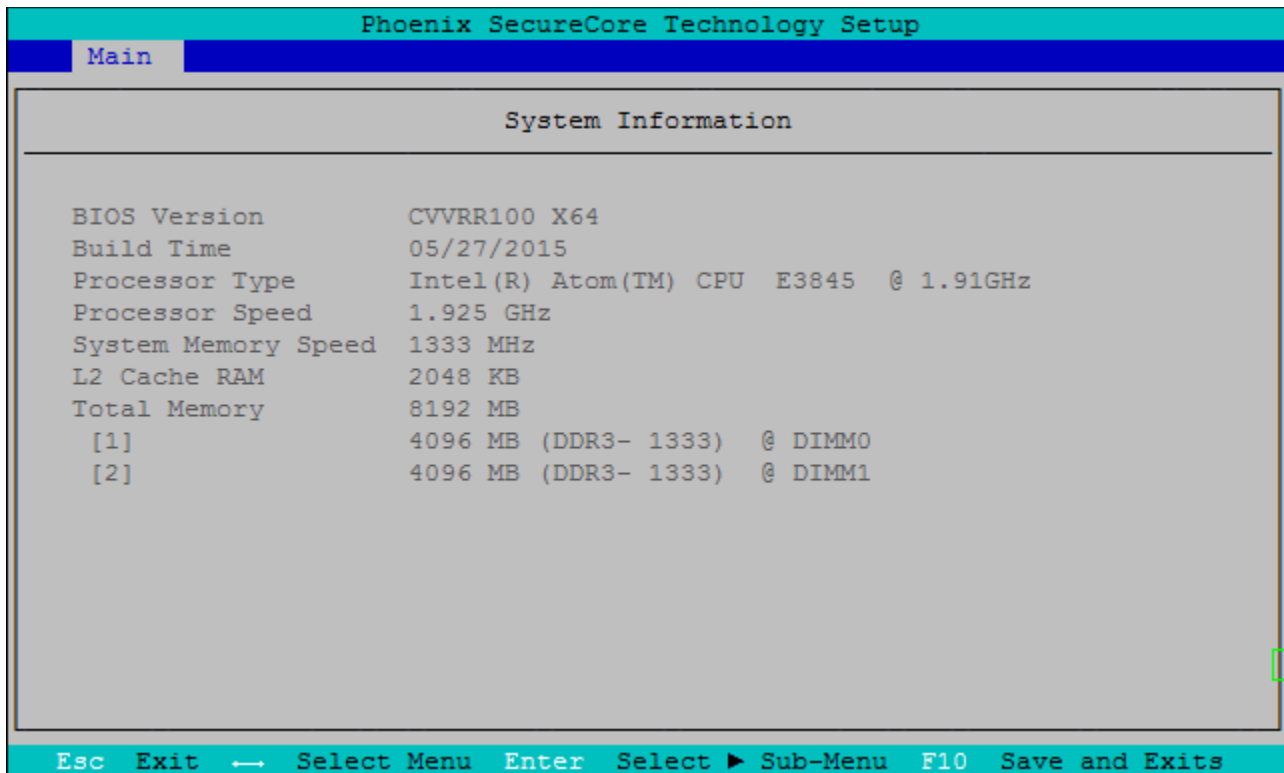 Phoenix SecureCore Technology Setup
Main
System Information
BIOS Version CVVRR100 X64
Build Time 05/27/2015
Processor Type Intel(R) Atom(TM) CPU E3845 @ 1.91GHz
Processor Speed 1.925 GHz
System Memory Speed 1333 MHz
L2 Cache RAM 2048 KB
Total Memory 8192 MB
[1] 4096 MB (DDR3- 1333) @ DIMM0
[2] 4096 MB (DDR3- 1333) @ DIMM1
Esc Exit ←→ Select Menu Enter Select ▶ Sub-Menu F10 Save and Exits